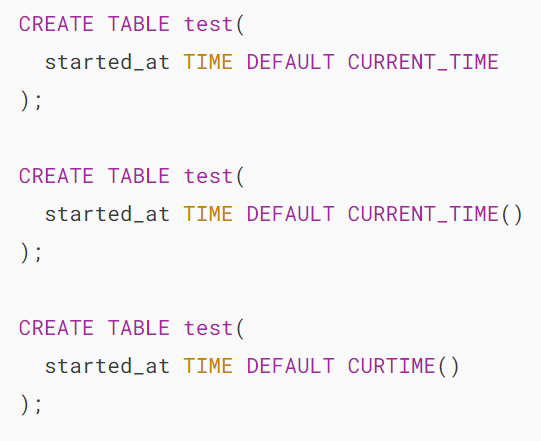 CREATE TABLE test(
  started_at TIME DEFAULT CURRENT_TIME
);

CREATE TABLE test(
  started_at TIME DEFAULT CURRENT_TIME()
);

CREATE TABLE test(
  started_at TIME DEFAULT CURTIME()
);